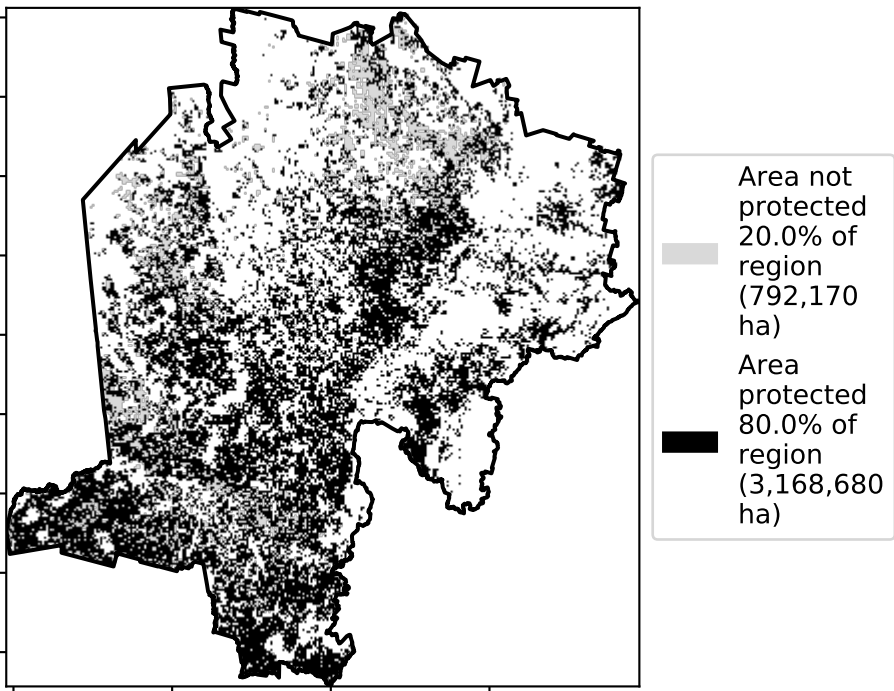 Area not
protected
20.0% of
region
(792,170
ha)
Area
protected
80.0% of
region
(3,168,680
ha)